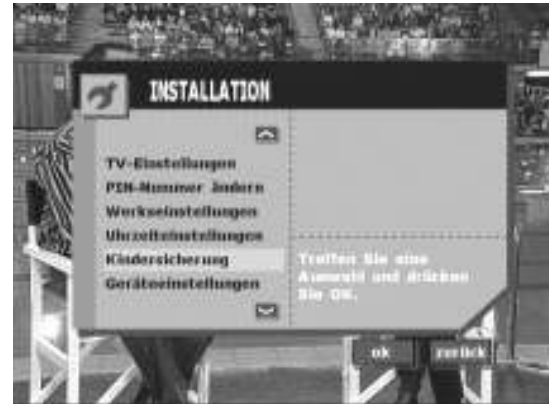 INSTALLATION
TV-Einstellungen
PIN-Nummer ändern
Werkseinstellungen
Uhrzeiteinstellungen
Kindersicherung
Geräteeinstellungen
Treffen Sie eine
Auswahl und drücken
Sie OK.
ok
zurück